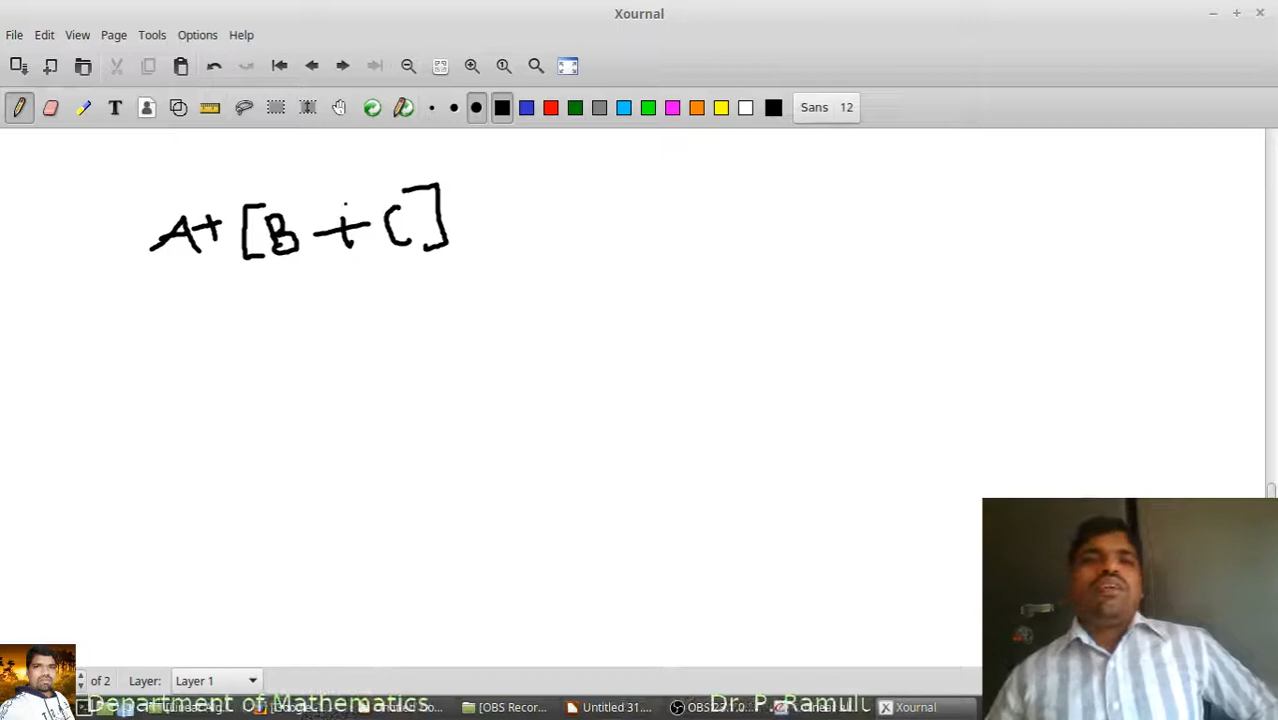 Xournal
File Edit View Page Tools Options Help
Sans 12
A+ [B + C]
of 2 Layer: Layer 1
Department of Mathematics Dr. P. Ramulu
[OBS Recor... Untitled 31.... Xournal